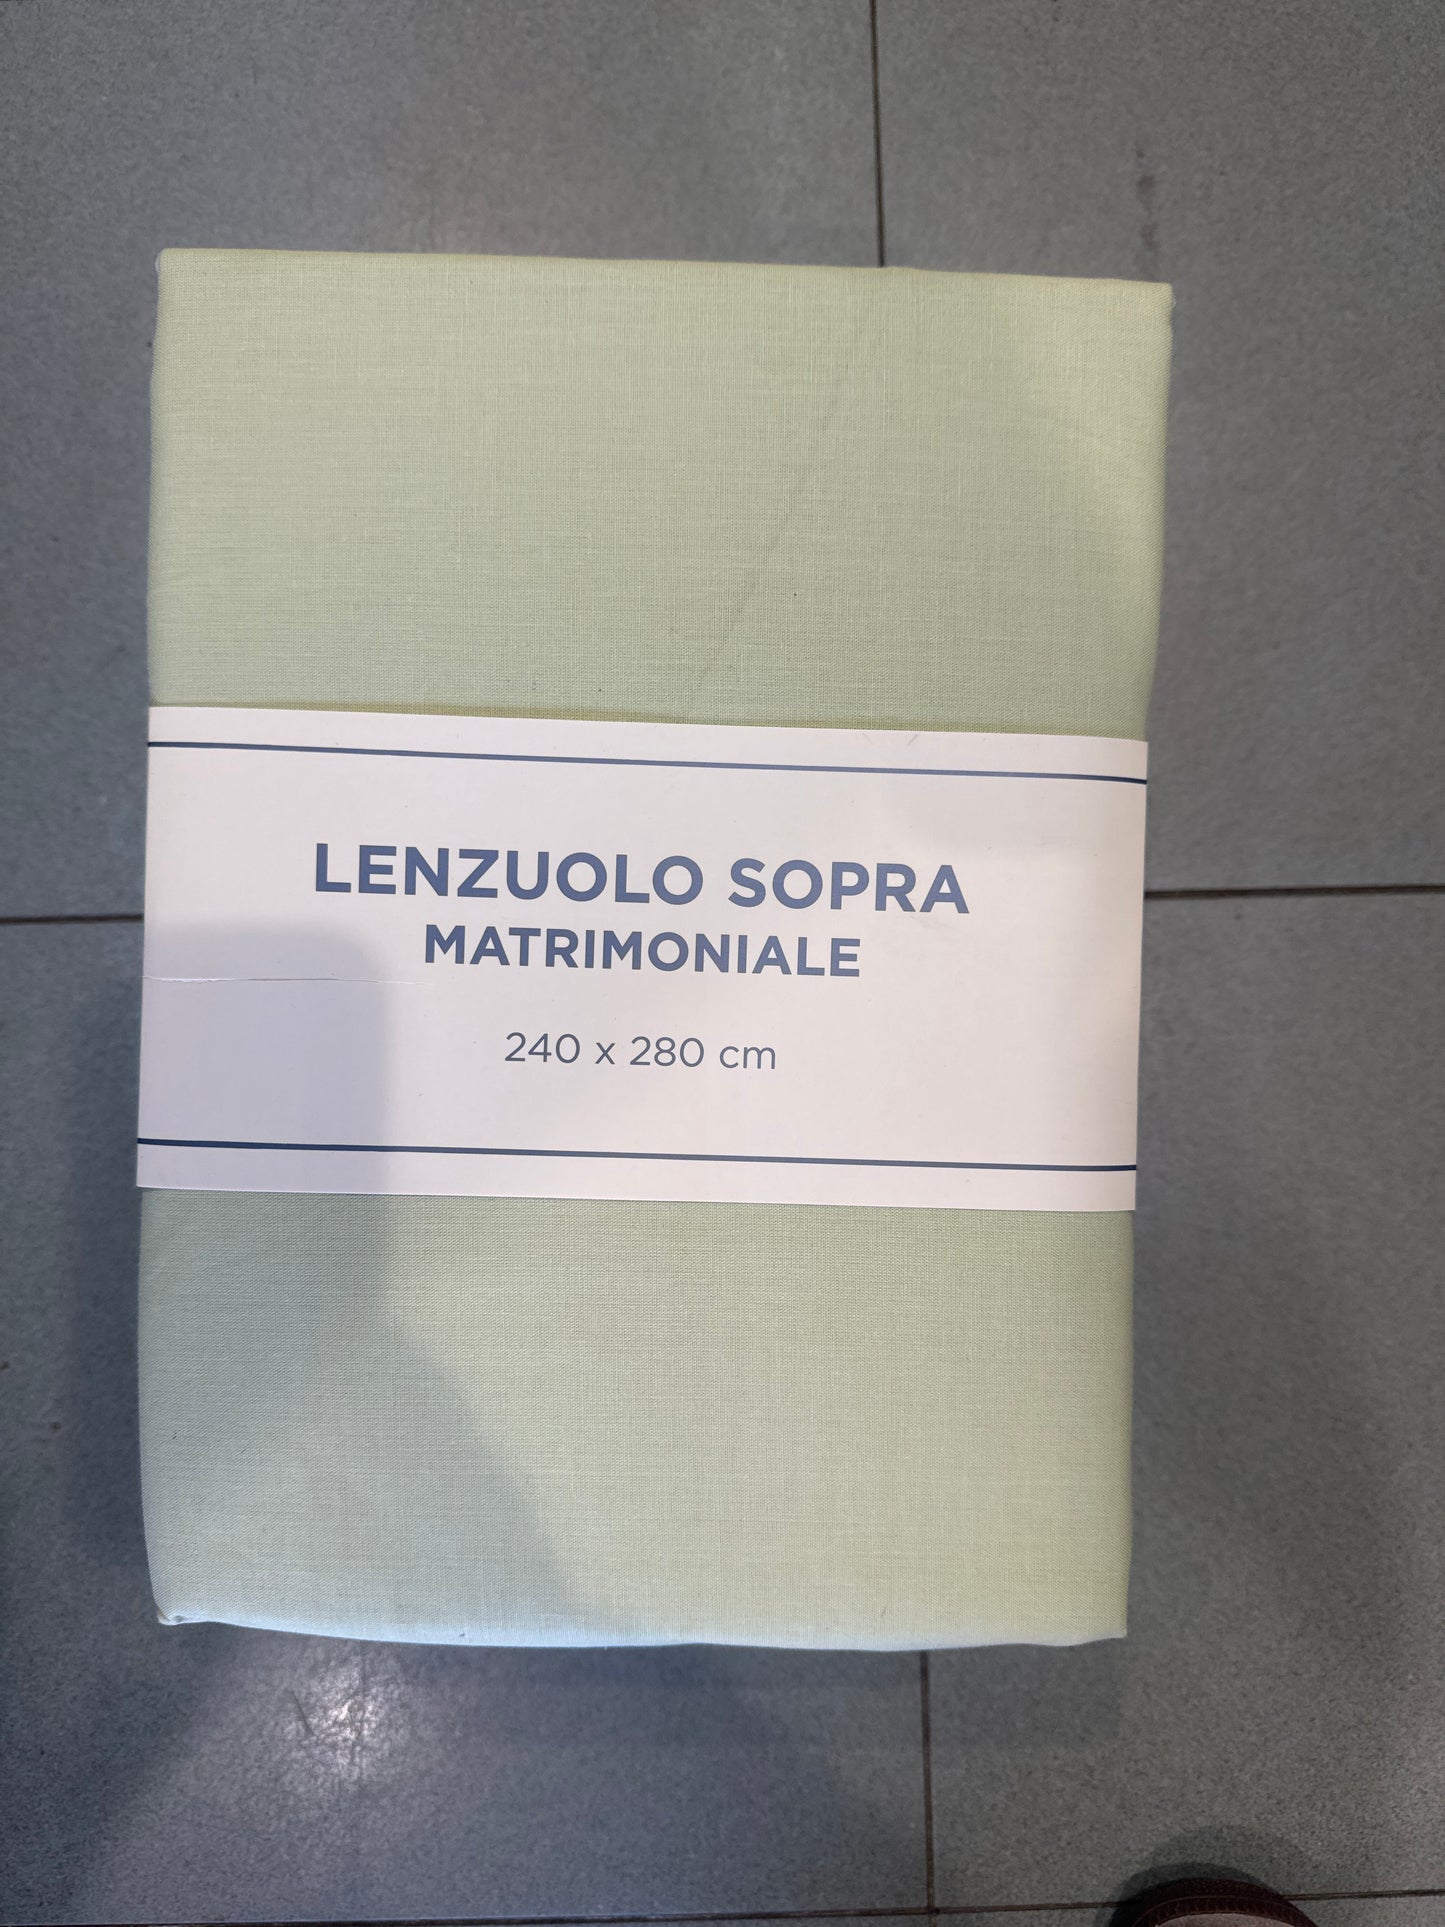 LENZUOLO SOPRA
MATRIMONIALE
240 x 280 cm